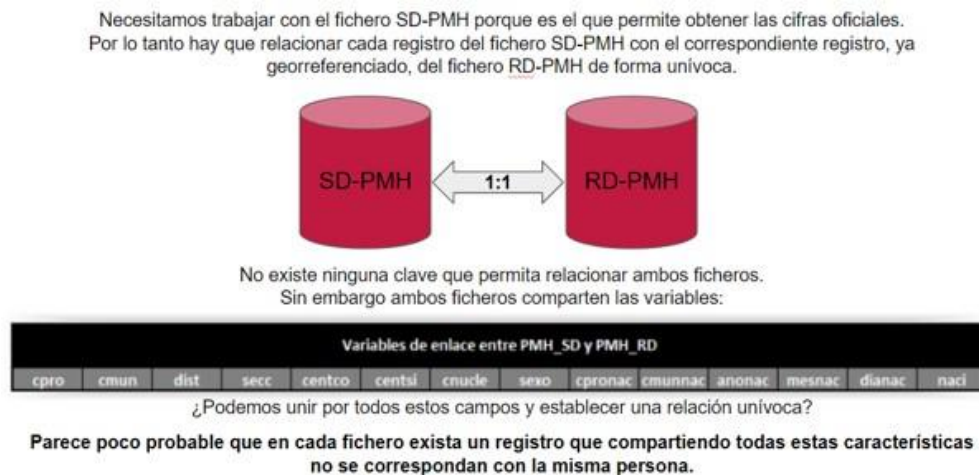 Necesitamos trabajar con el fichero SD-PMH porque es el que permite obtener las cifras oficiales.
Por lo tanto hay que relacionar cada registro del fichero SD-PMH con el correspondiente registro, ya
georreferenciado, del fichero RD-PMH de forma unívoca.
SD-PMH 1:1 RD-PMH
No existe ninguna clave que permita relacionar ambos ficheros.
Sin embargo ambos ficheros comparten las variables:
Variables de enlace entre PMH_SD y PMH_RD
cpro cmun dist secc centco centsi cnucle sexo cpronac cmunnac anonac mesnac dianac naci
¿Podemos unir por todos estos campos y establecer una relación unívoca?
Parece poco probable que en cada fichero exista un registro que compartiendo todas estas características
no se correspondan con la misma persona.